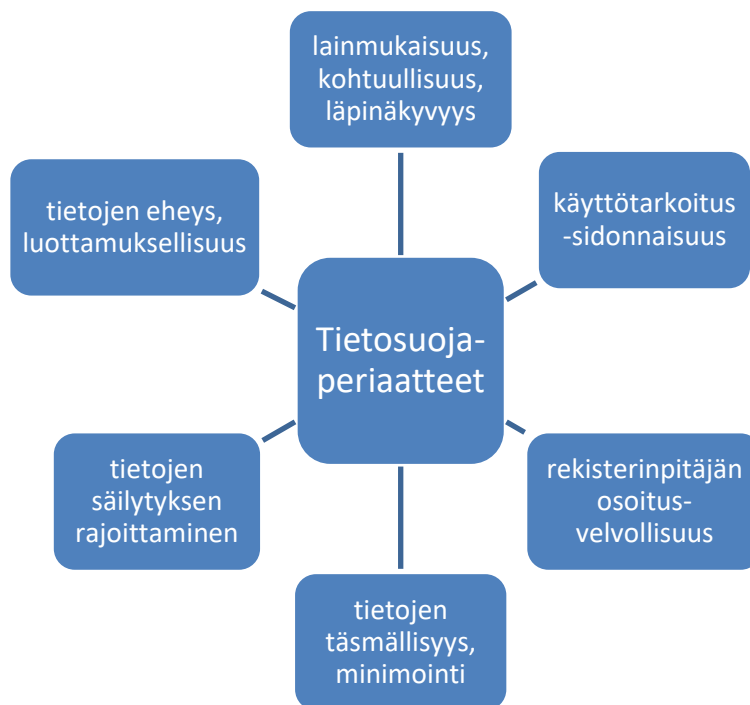 lainmukaisuus,
kohtuullisuus,
läpinäkyvyys
tietojen eheys,
luottamuksellisuus
käyttötarkoitus
-sidonnaisuus
Tietosuoja-
periaatteet
tietojen
säilytyksen
rajoittaminen
rekisterinpitäjän
osoitus-
velvollisuus
tietojen
täsmällisyys,
minimointi